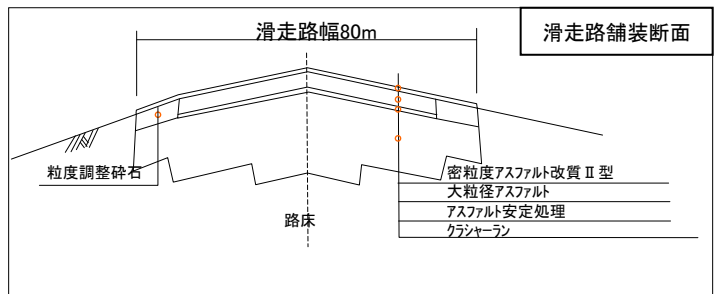 滑走路幅80m
滑走路舗装断面
粒度調整砕石
密粒度アスファルト改質Ⅱ型
大粒径アスファルト
アスファルト安定処理
クラシャーラン
路床